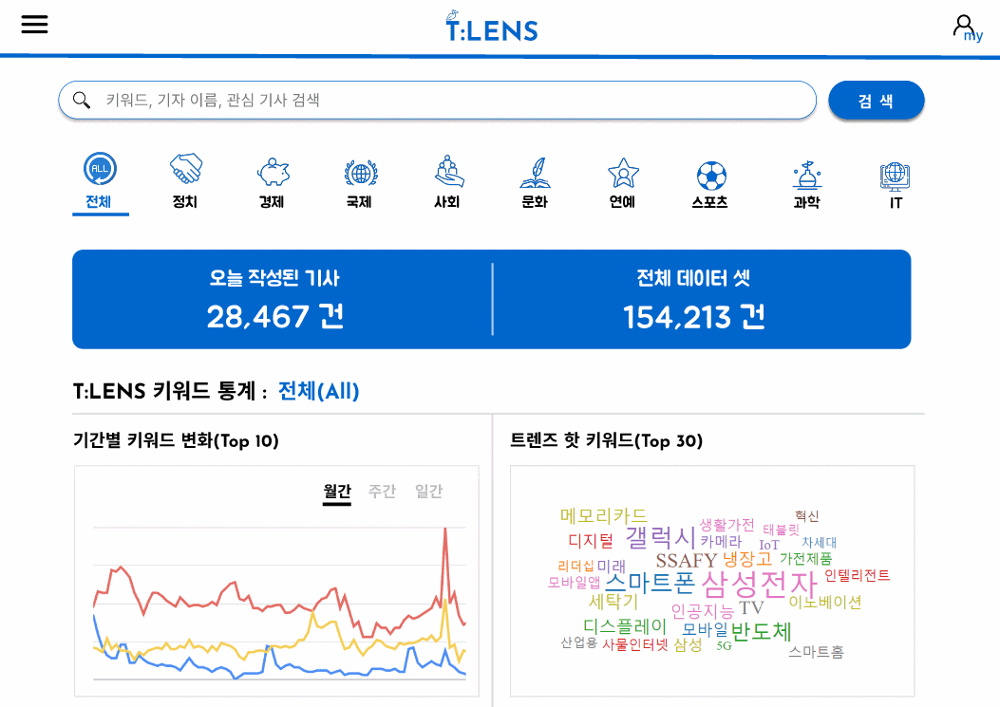 T:LENS
my
키워드, 기자 이름, 관심 기사 검색
검 색
ALL
전체 정치 경제 국제 사회 문화 연예 스포츠 과학 IT
오늘 작성된 기사
28,467 건
전체 데이터 셋
154,213 건
T:LENS 키워드 통계 : 전체(All)
기간별 키워드 변화(Top 10)
월간 주간 일간
트렌즈 핫 키워드(Top 30)
메모리카드 생활가전 태블릿 혁신
디지털 갤럭시 카메라 IoT 차세대
리더십 미래 SSAFY 냉장고 가전제품
모바일앱 스마트폰 삼성전자 인텔리전트
세탁기 인공지능 TV 이노베이션
디스플레이 모바일 반도체
산업용 사물인터넷 삼성 5G 스마트홈